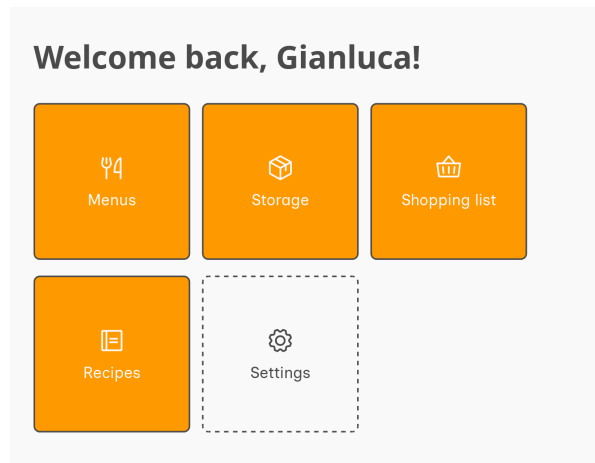 Welcome back, Gianluca!
Menus
Storage
Shopping list
Recipes
Settings